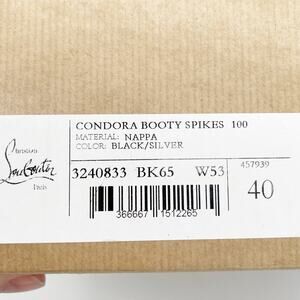 CONDORA BOOTY SPIKES 100
MATERIAL: NAPPA
COLOR: BLACK/SILVER
Christian
Louboutin
Paris
3240833 BK65 W53
457939
40
366667 1512265